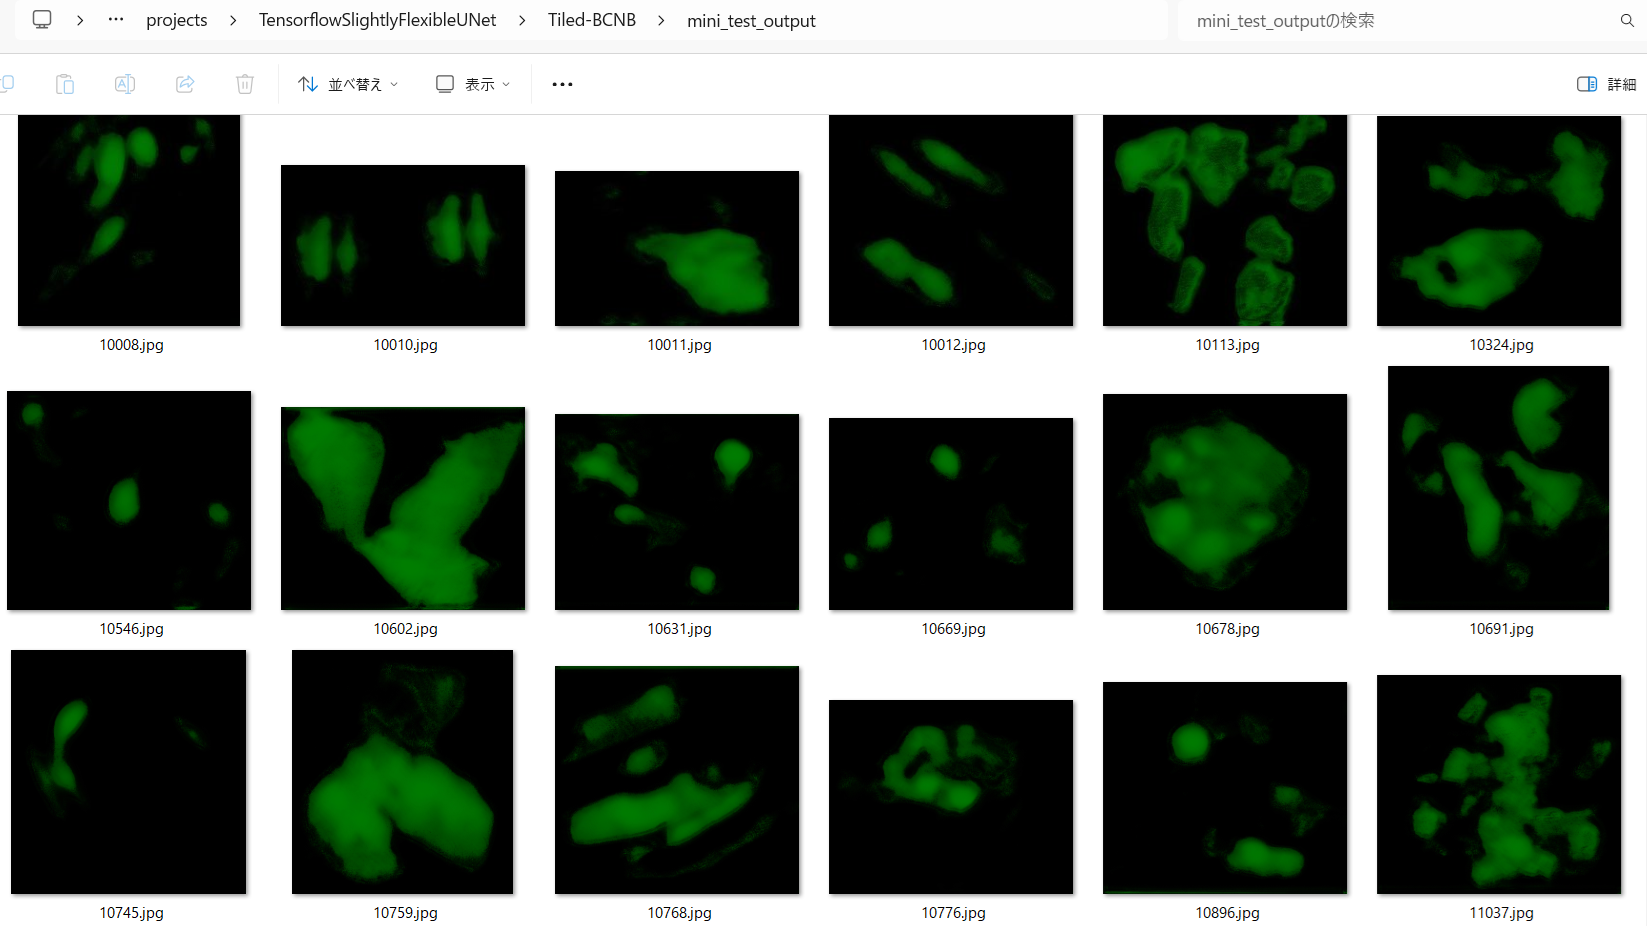 … projects > TensorflowSlightlyFlexibleUNet > Tiled-BCNB > mini_test_output
mini_test_outputの検索
並べ替え
表示
詳細
10008.jpg
10010.jpg
10011.jpg
10012.jpg
10113.jpg
10324.jpg
10546.jpg
10602.jpg
10631.jpg
10669.jpg
10678.jpg
10691.jpg
10745.jpg
10759.jpg
10768.jpg
10776.jpg
10896.jpg
11037.jpg